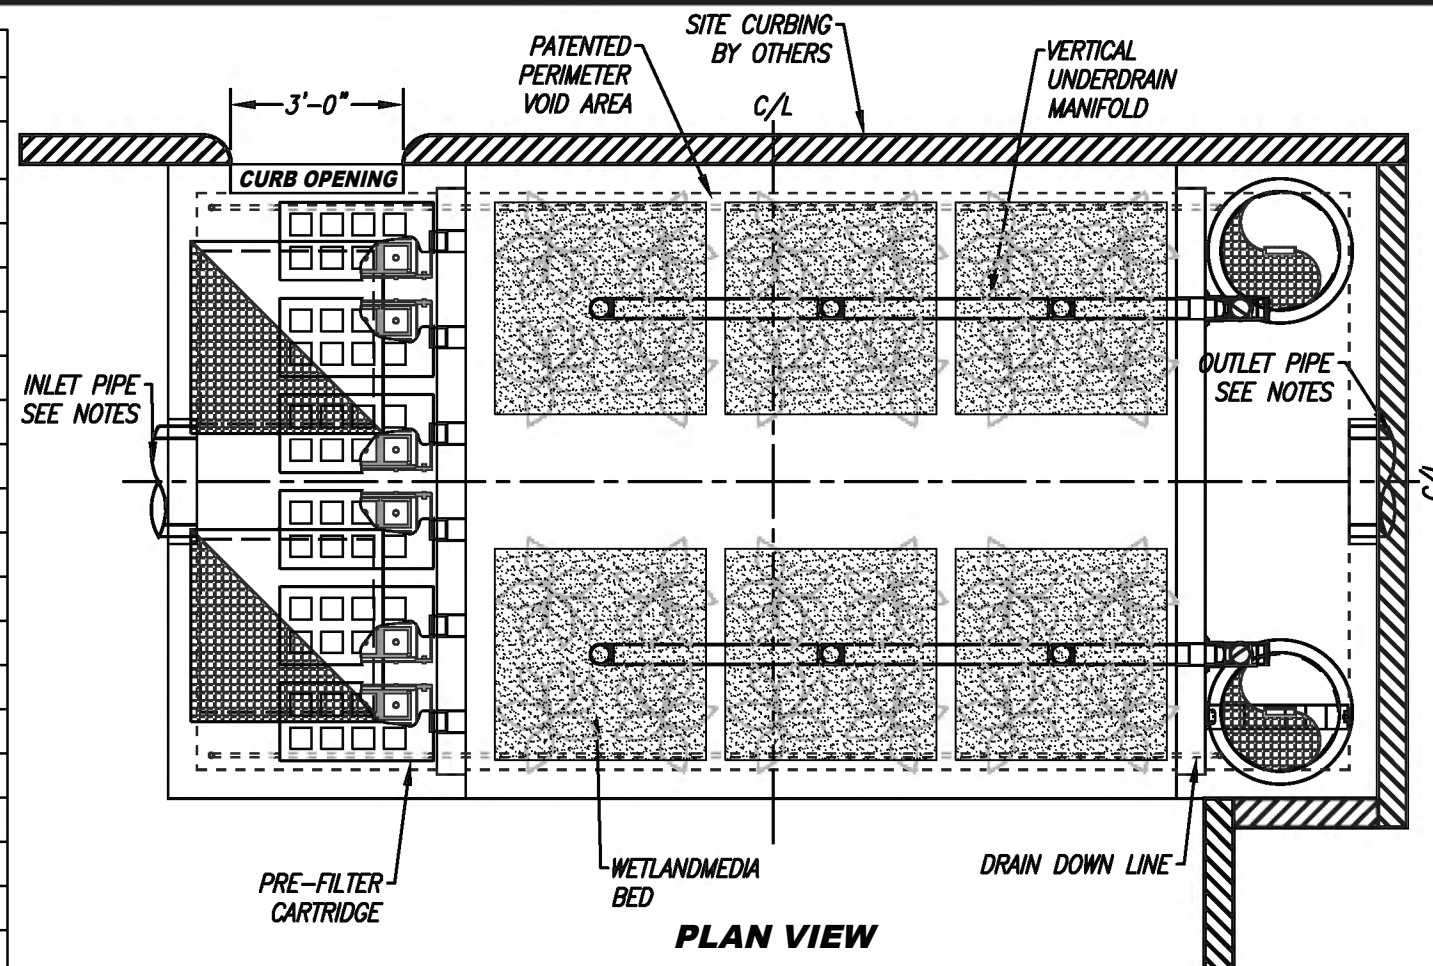 SITE CURBING
BY OTHERS
PATENTED
PERIMETER
VOID AREA
VERTICAL
UNDERDRAIN
MANIFOLD
3'-0"
C/L
CURB OPENING
INLET PIPE
SEE NOTES
OUTLET PIPE
SEE NOTES
C/L
PRE-FILTER
CARTRIDGE
WETLANDMEDIA
BED
DRAIN DOWN LINE
PLAN VIEW